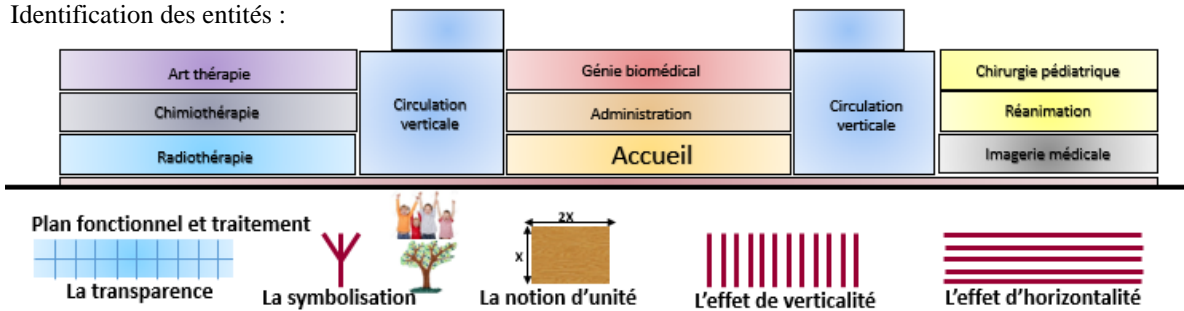 Identification des entités :
Art thérapie
Génie biomédical
Chirurgie pédiatrique
Chimiothérapie
Circulation
verticale
Administration
Circulation
verticale
Réanimation
Radiothérapie
Accueil
Imagerie médicale
Plan fonctionnel et traitement
2X
X
La transparence
La symbolisation
La notion d'unité
L'effet de verticalité
L'effet d'horizontalité